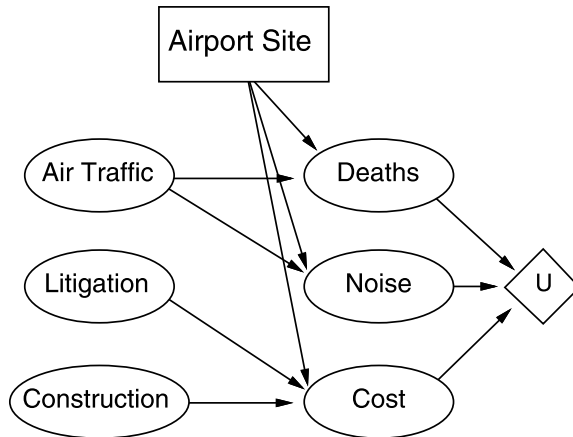 Airport Site
Air Traffic
Deaths
Litigation
Noise
U
Construction
Cost